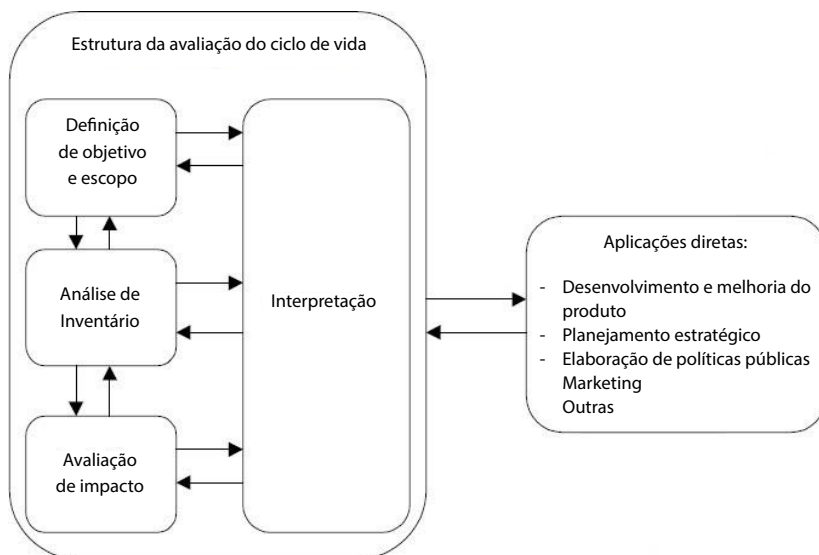 Estrutura da avaliação do ciclo de vida
Definição
de objetivo
e escopo
Análise de
Inventário
Avaliação
de impacto
Interpretação
Aplicações diretas:
- Desenvolvimento e melhoria do
produto
- Planejamento estratégico
- Elaboração de políticas públicas
Marketing
Outras